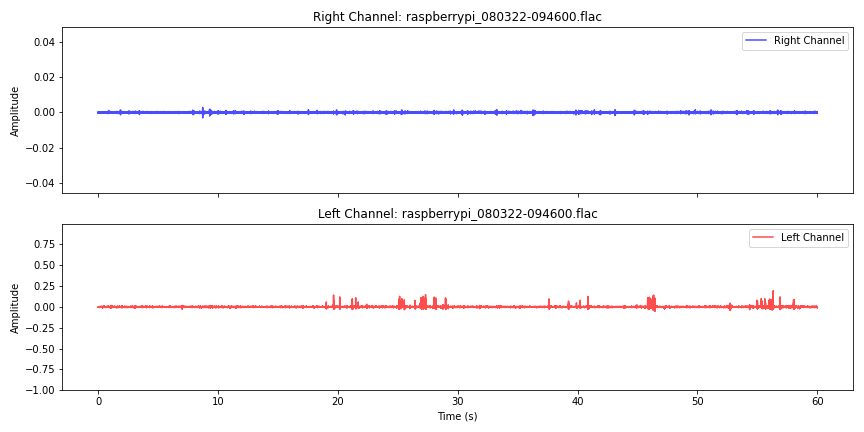 Right Channel: raspberrypi_080322-094600.flac
Right Channel
Amplitude
0.04
0.02
0.00
−0.02
−0.04
Left Channel: raspberrypi_080322-094600.flac
Left Channel
Amplitude
0.75
0.50
0.25
0.00
−0.25
−0.50
−0.75
−1.00
0 10 20 30 40 50 60
Time (s)